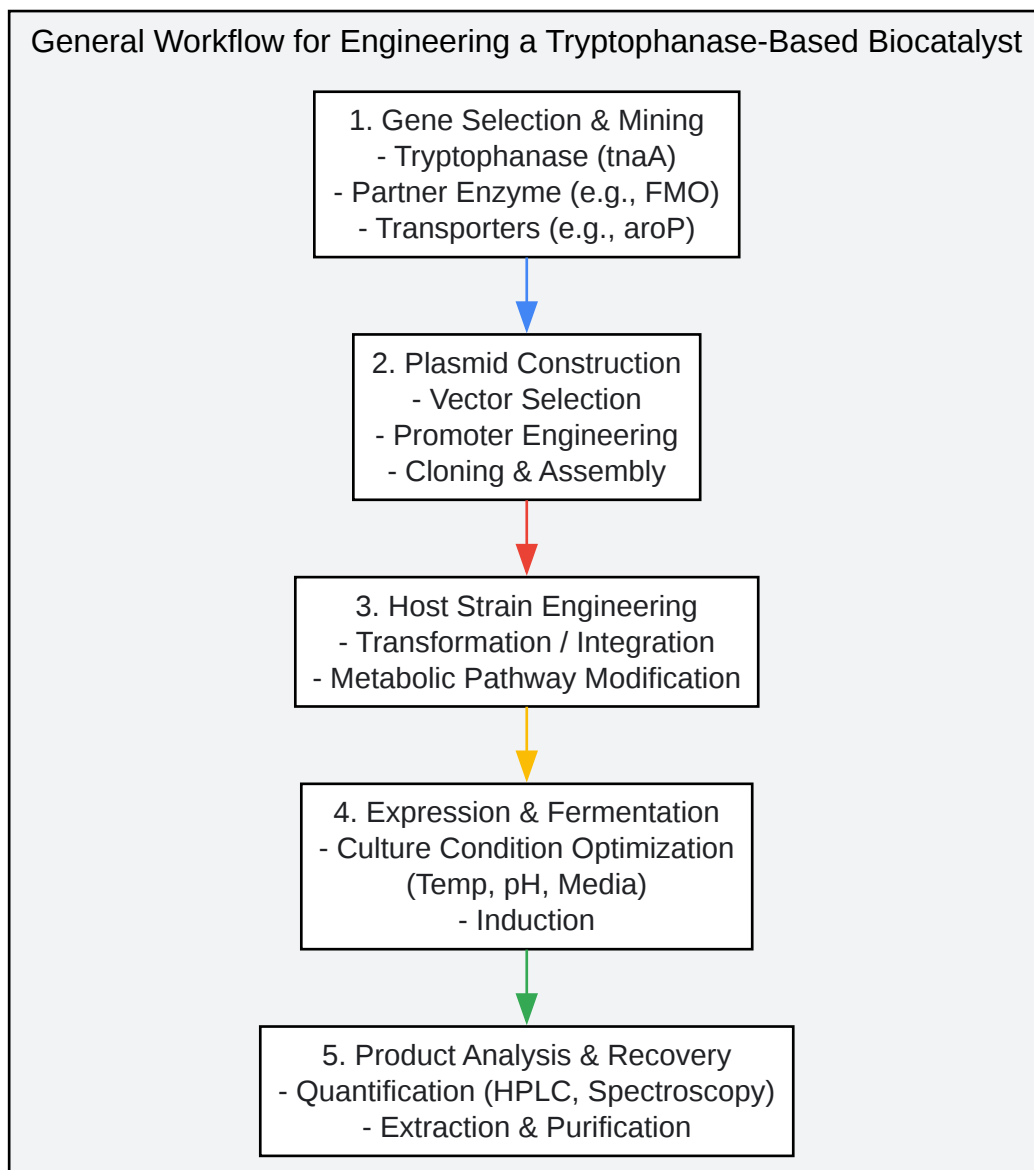 General Workflow for Engineering a Tryptophanase-Based Biocatalyst
1. Gene Selection & Mining
- Tryptophanase (tnaA)
- Partner Enzyme (e.g., FMO)
- Transporters (e.g., aroP)
2. Plasmid Construction
- Vector Selection
- Promoter Engineering
- Cloning & Assembly
3. Host Strain Engineering
- Transformation / Integration
- Metabolic Pathway Modification
4. Expression & Fermentation
- Culture Condition Optimization
(Temp, pH, Media)
- Induction
5. Product Analysis & Recovery
- Quantification (HPLC, Spectroscopy)
- Extraction & Purification